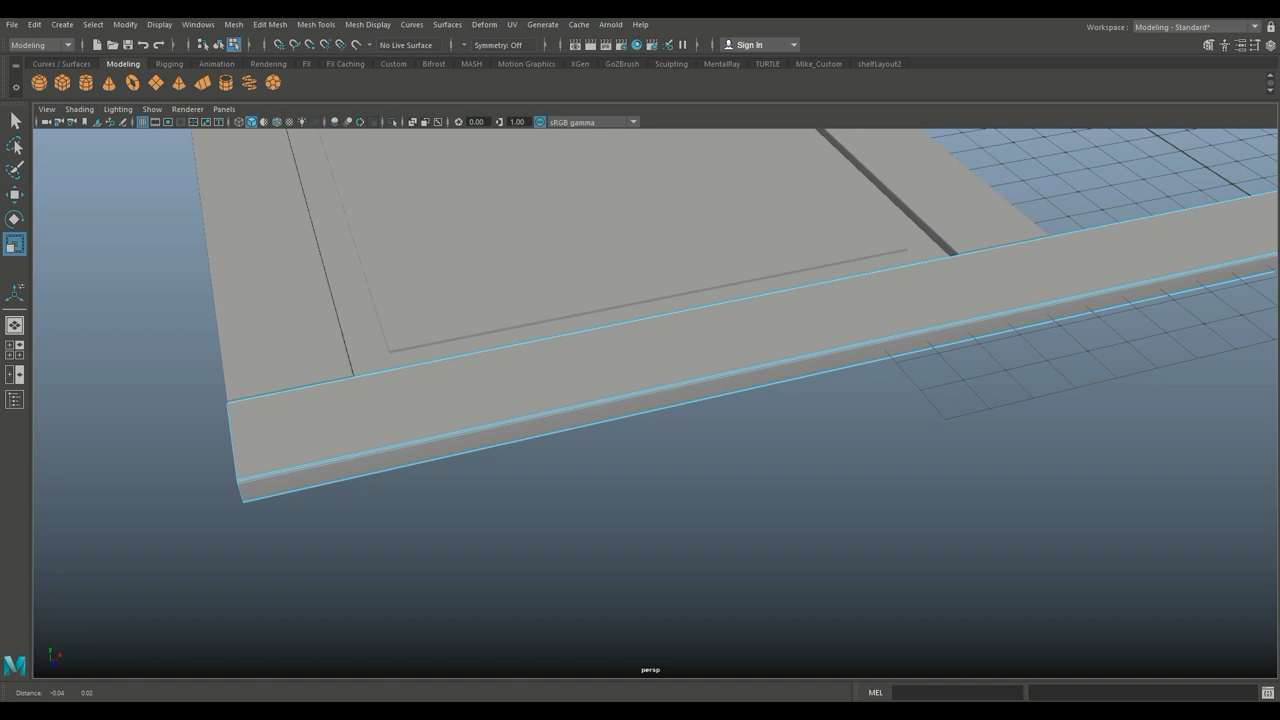 File Edit Create Select Modify Display Windows Mesh Edit Mesh Mesh Tools Mesh Display Curves Surfaces Deform UV Generate Cache Arnold Help
Workspace : Modeling - Standard*
Modeling No Live Surface Symmetry: Off Sign In
Curves / Surfaces Modeling Rigging Animation Rendering FX FX Caching Custom Bifrost MASH Motion Graphics XGen GoZBrush Sculpting MentalRay TURTLE Mike_Custom shelfLayout2
View Shading Lighting Show Renderer Panels
0.00 1.00 sRGB gamma
y x
persp
Distance: -0.04 0.02 MEL